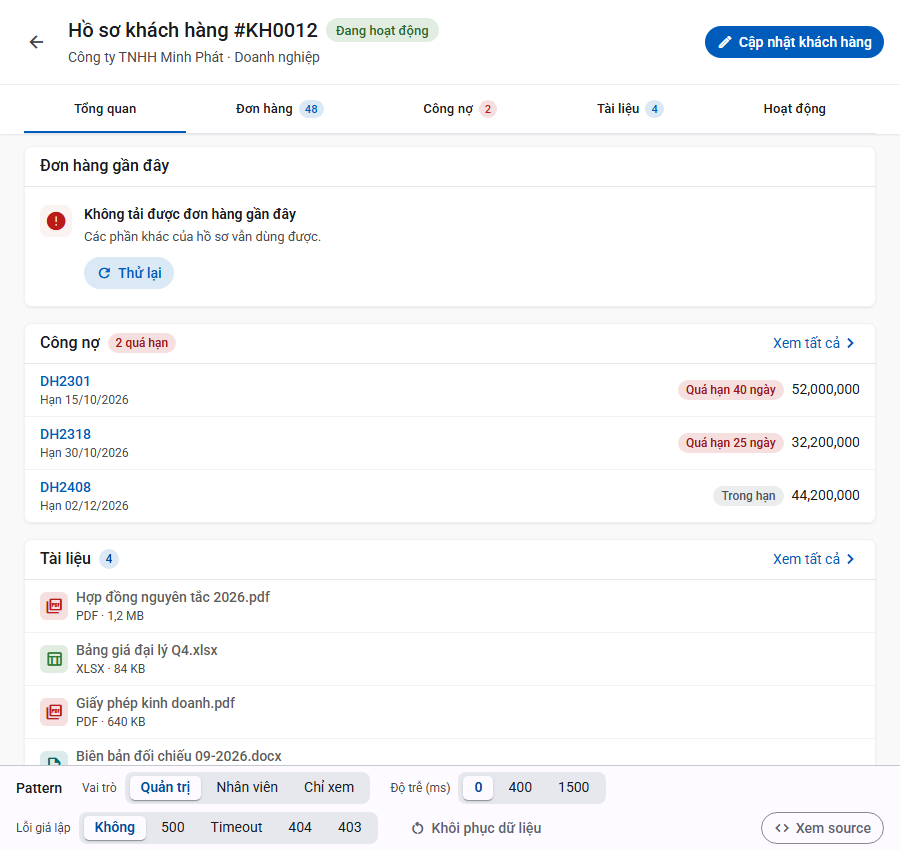 Hồ sơ khách hàng #KH0012 Đang hoạt động
Công ty TNHH Minh Phát · Doanh nghiệp
Cập nhật khách hàng
Tổng quan Đơn hàng 48 Công nợ 2 Tài liệu 4 Hoạt động
Đơn hàng gần đây
Không tải được đơn hàng gần đây
Các phần khác của hồ sơ vẫn dùng được.
Thử lại
Công nợ 2 quá hạn Xem tất cả
DH2301
Hạn 15/10/2026
Quá hạn 40 ngày 52,000,000
DH2318
Hạn 30/10/2026
Quá hạn 25 ngày 32,200,000
DH2408
Hạn 02/12/2026
Trong hạn 44,200,000
Tài liệu 4 Xem tất cả
Hợp đồng nguyên tắc 2026.pdf
PDF · 1,2 MB
Bảng giá đại lý Q4.xlsx
XLSX · 84 KB
Giấy phép kinh doanh.pdf
PDF · 640 KB
Biên bản đối chiếu 09-2026.docx
Pattern Vai trò Quản trị Nhân viên Chỉ xem Độ trễ (ms) 0 400 1500
Lỗi giả lập Không 500 Timeout 404 403 Khôi phục dữ liệu Xem source